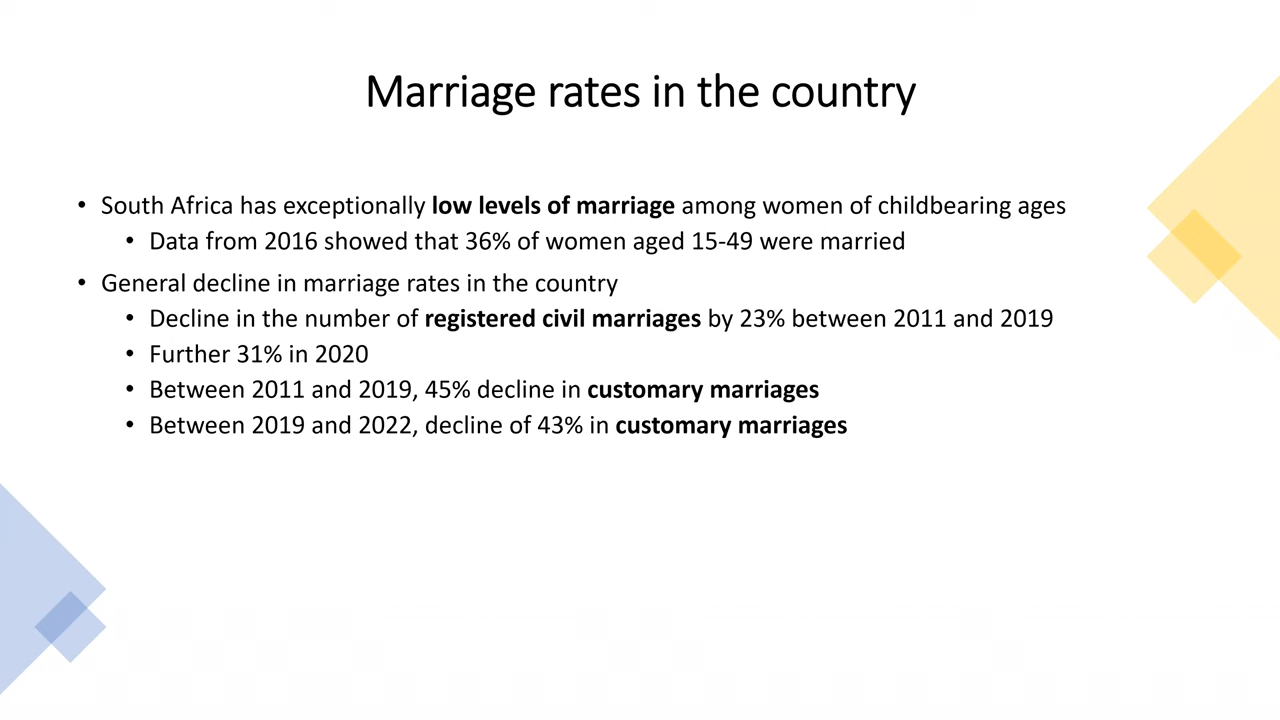 Marriage rates in the country
• South Africa has exceptionally low levels of marriage among women of childbearing ages
• Data from 2016 showed that 36% of women aged 15-49 were married
• General decline in marriage rates in the country
• Decline in the number of registered civil marriages by 23% between 2011 and 2019
• Further 31% in 2020
• Between 2011 and 2019, 45% decline in customary marriages
• Between 2019 and 2022, decline of 43% in customary marriages